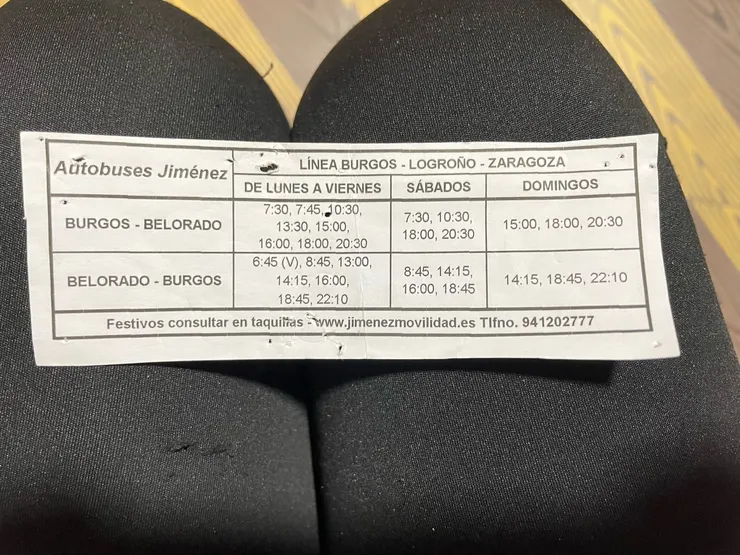 Autobuses Jiménez
LÍNEA BURGOS - LOGROÑO - ZARAGOZA
DE LUNES A VIERNES
SÁBADOS
DOMINGOS
BURGOS - BELORADO
7:30, 7:45, 10:30,
13:30, 15:00,
16:00, 18:00, 20:30
7:30, 10:30,
18:00, 20:30
15:00, 18:00, 20:30
BELORADO - BURGOS
6:45 (V), 8:45, 13:00,
14:15, 16:00,
18:45, 22:10
8:45, 14:15,
16:00, 18:45
14:15, 18:45, 22:10
Festivos consultar en taquillas - www.jimenezmovilidad.es Tlfno. 941202777